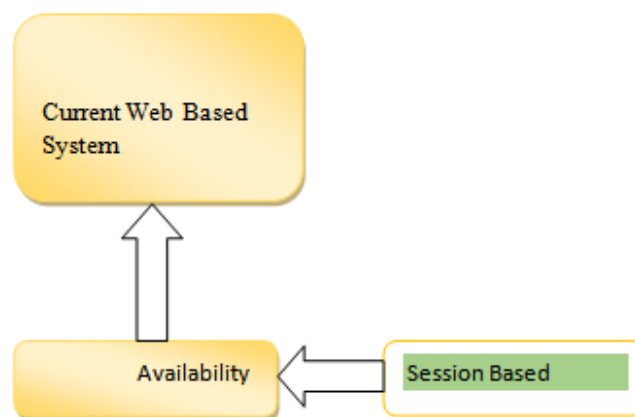 Current Web Based
System
Availability
Session Based